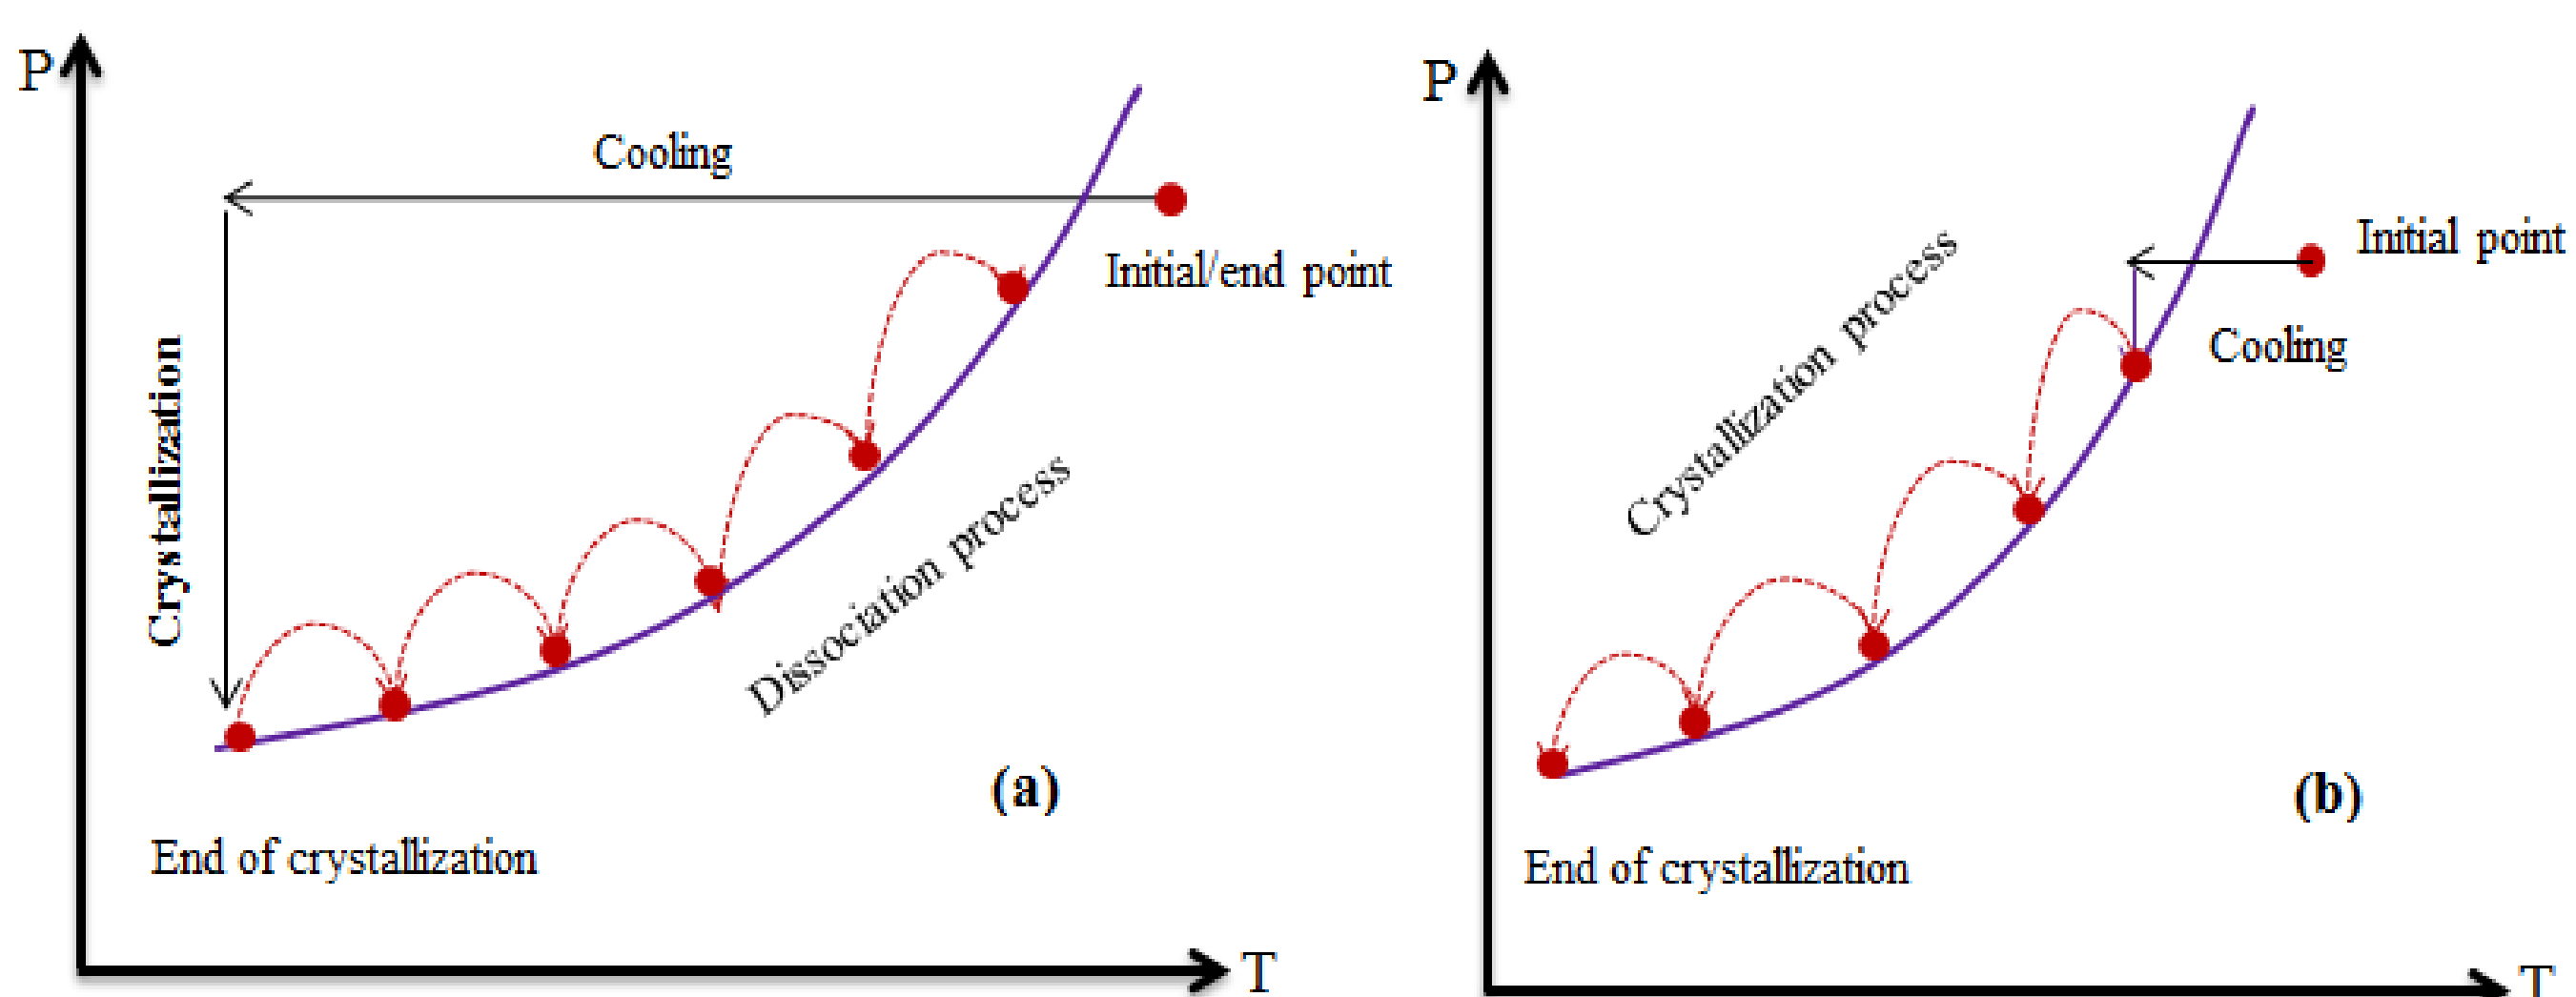 P
Cooling
Initial/end point
Crystallization
Dissociation process
(a)
End of crystallization
T
P
Initial point
Cooling
Crystallization process
(b)
End of crystallization
T